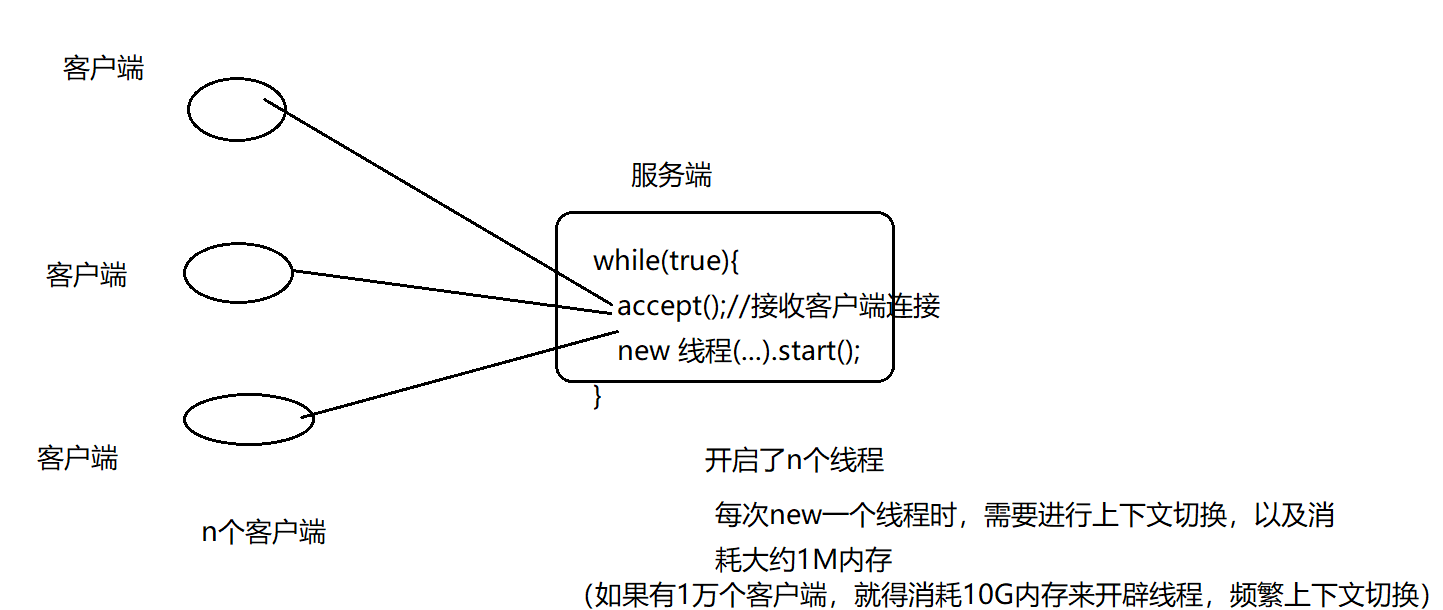 客户端
服务端
while(true){
客户端
accept();//接收客户端连接
new 线程(...).start();
}
客户端
开启了n个线程
n个客户端
每次new一个线程时，需要进行上下文切换，以及消
耗大约1M内存
（如果有1万个客户端，就得消耗10G内存来开辟线程，频繁上下文切换）